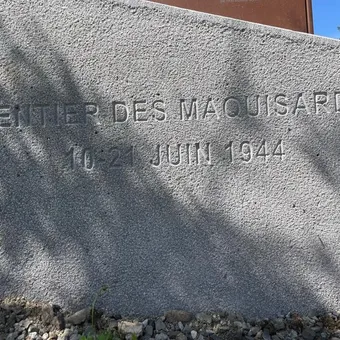 ENTIER DES MAQUISARD
10-21 JUIN 1944